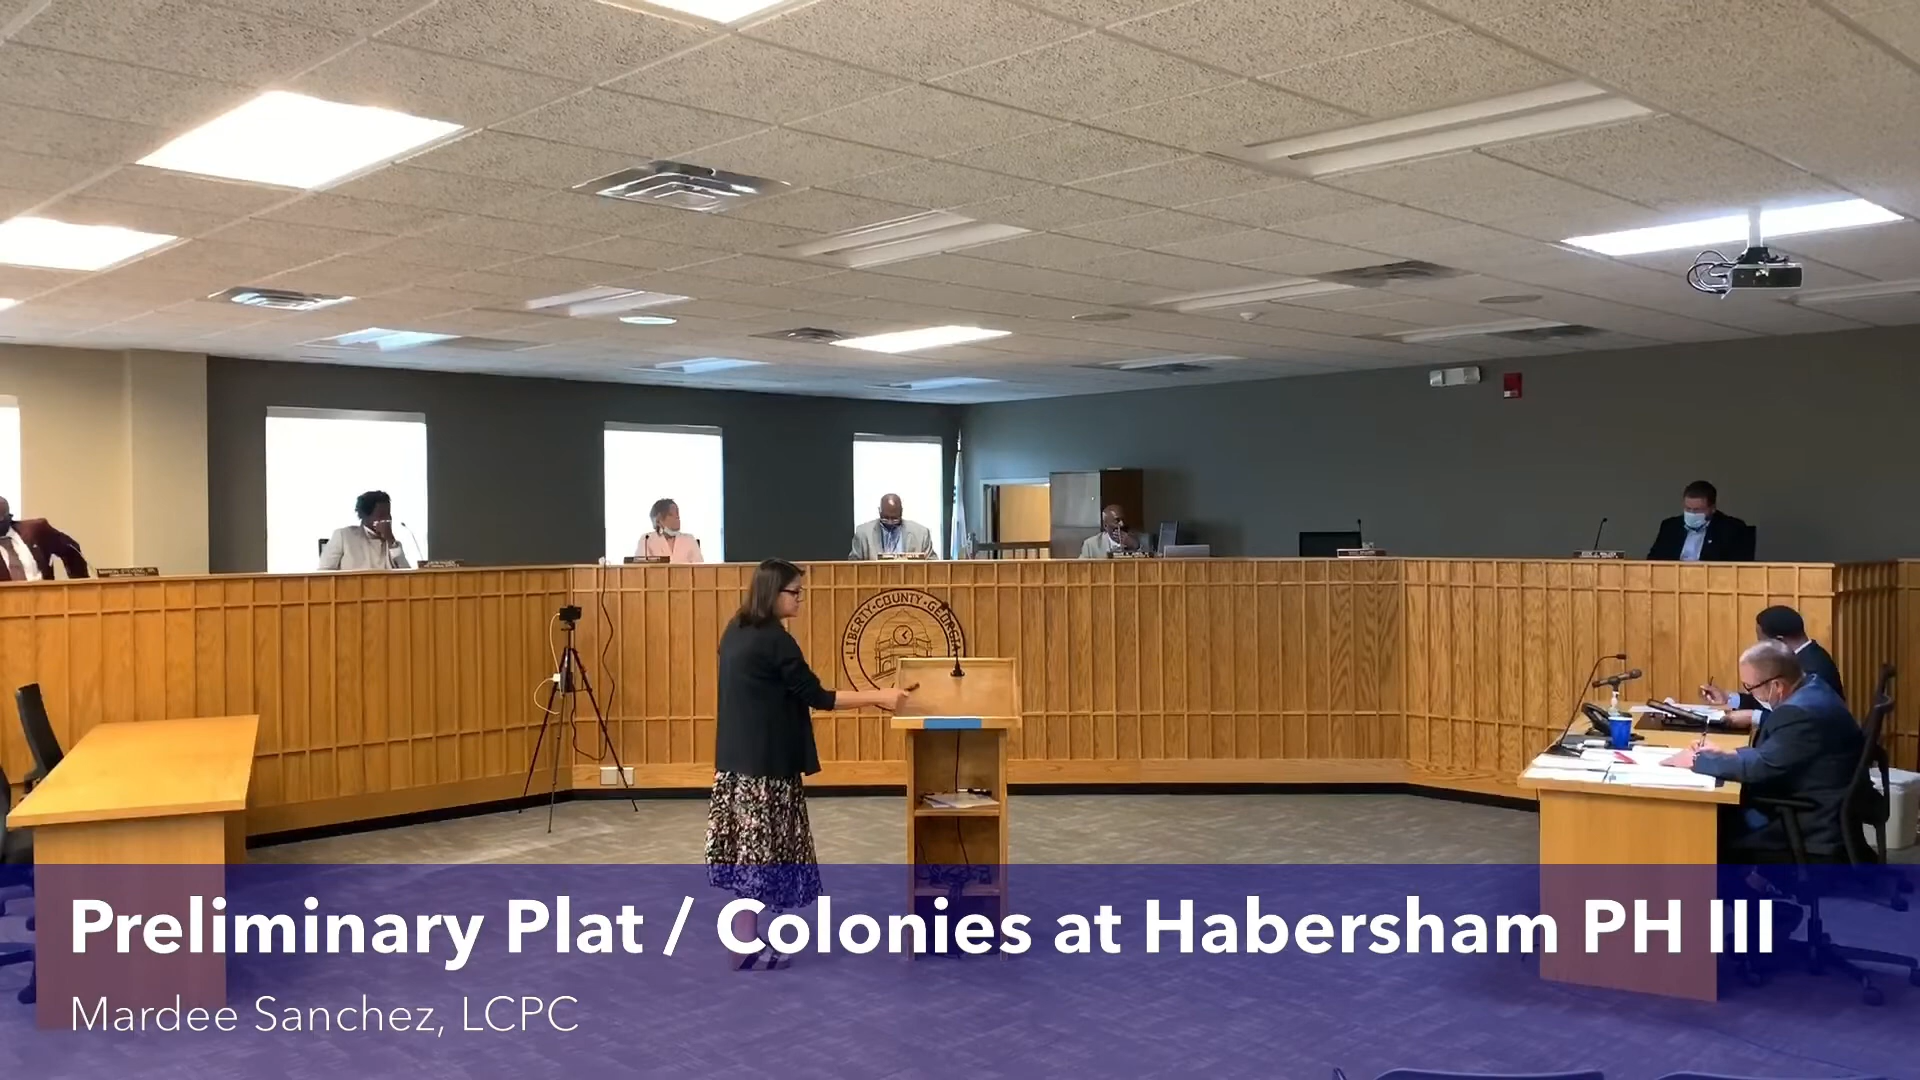 LIBERTY·COUNTY·GEORGIA
Preliminary Plat / Colonies at Habersham PH III
Mardee Sanchez, LCPC